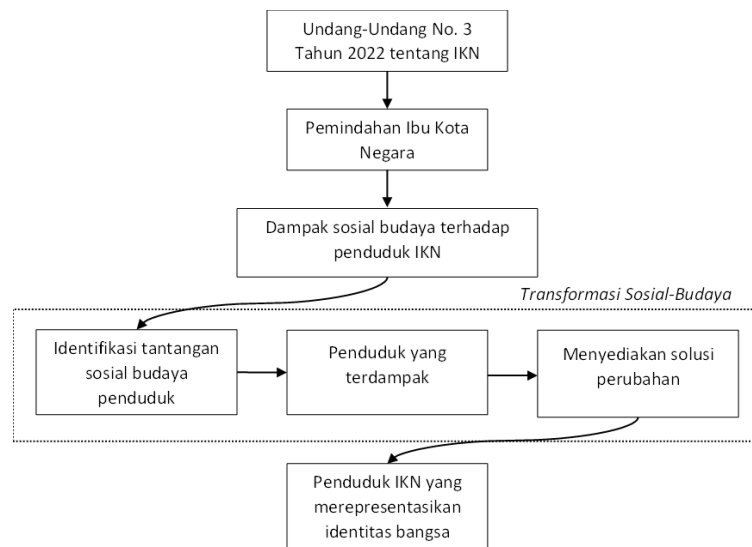 Undang-Undang No. 3
Tahun 2022 tentang IKN
Pemindahan Ibu Kota
Negara
Dampak sosial budaya terhadap
penduduk IKN
Transformasi Sosial-Budaya
Identifikasi tantangan
sosial budaya
penduduk
Penduduk yang
terdampak
Menyediakan solusi
perubahan
Penduduk IKN yang
merepresentasikan
identitas bangsa